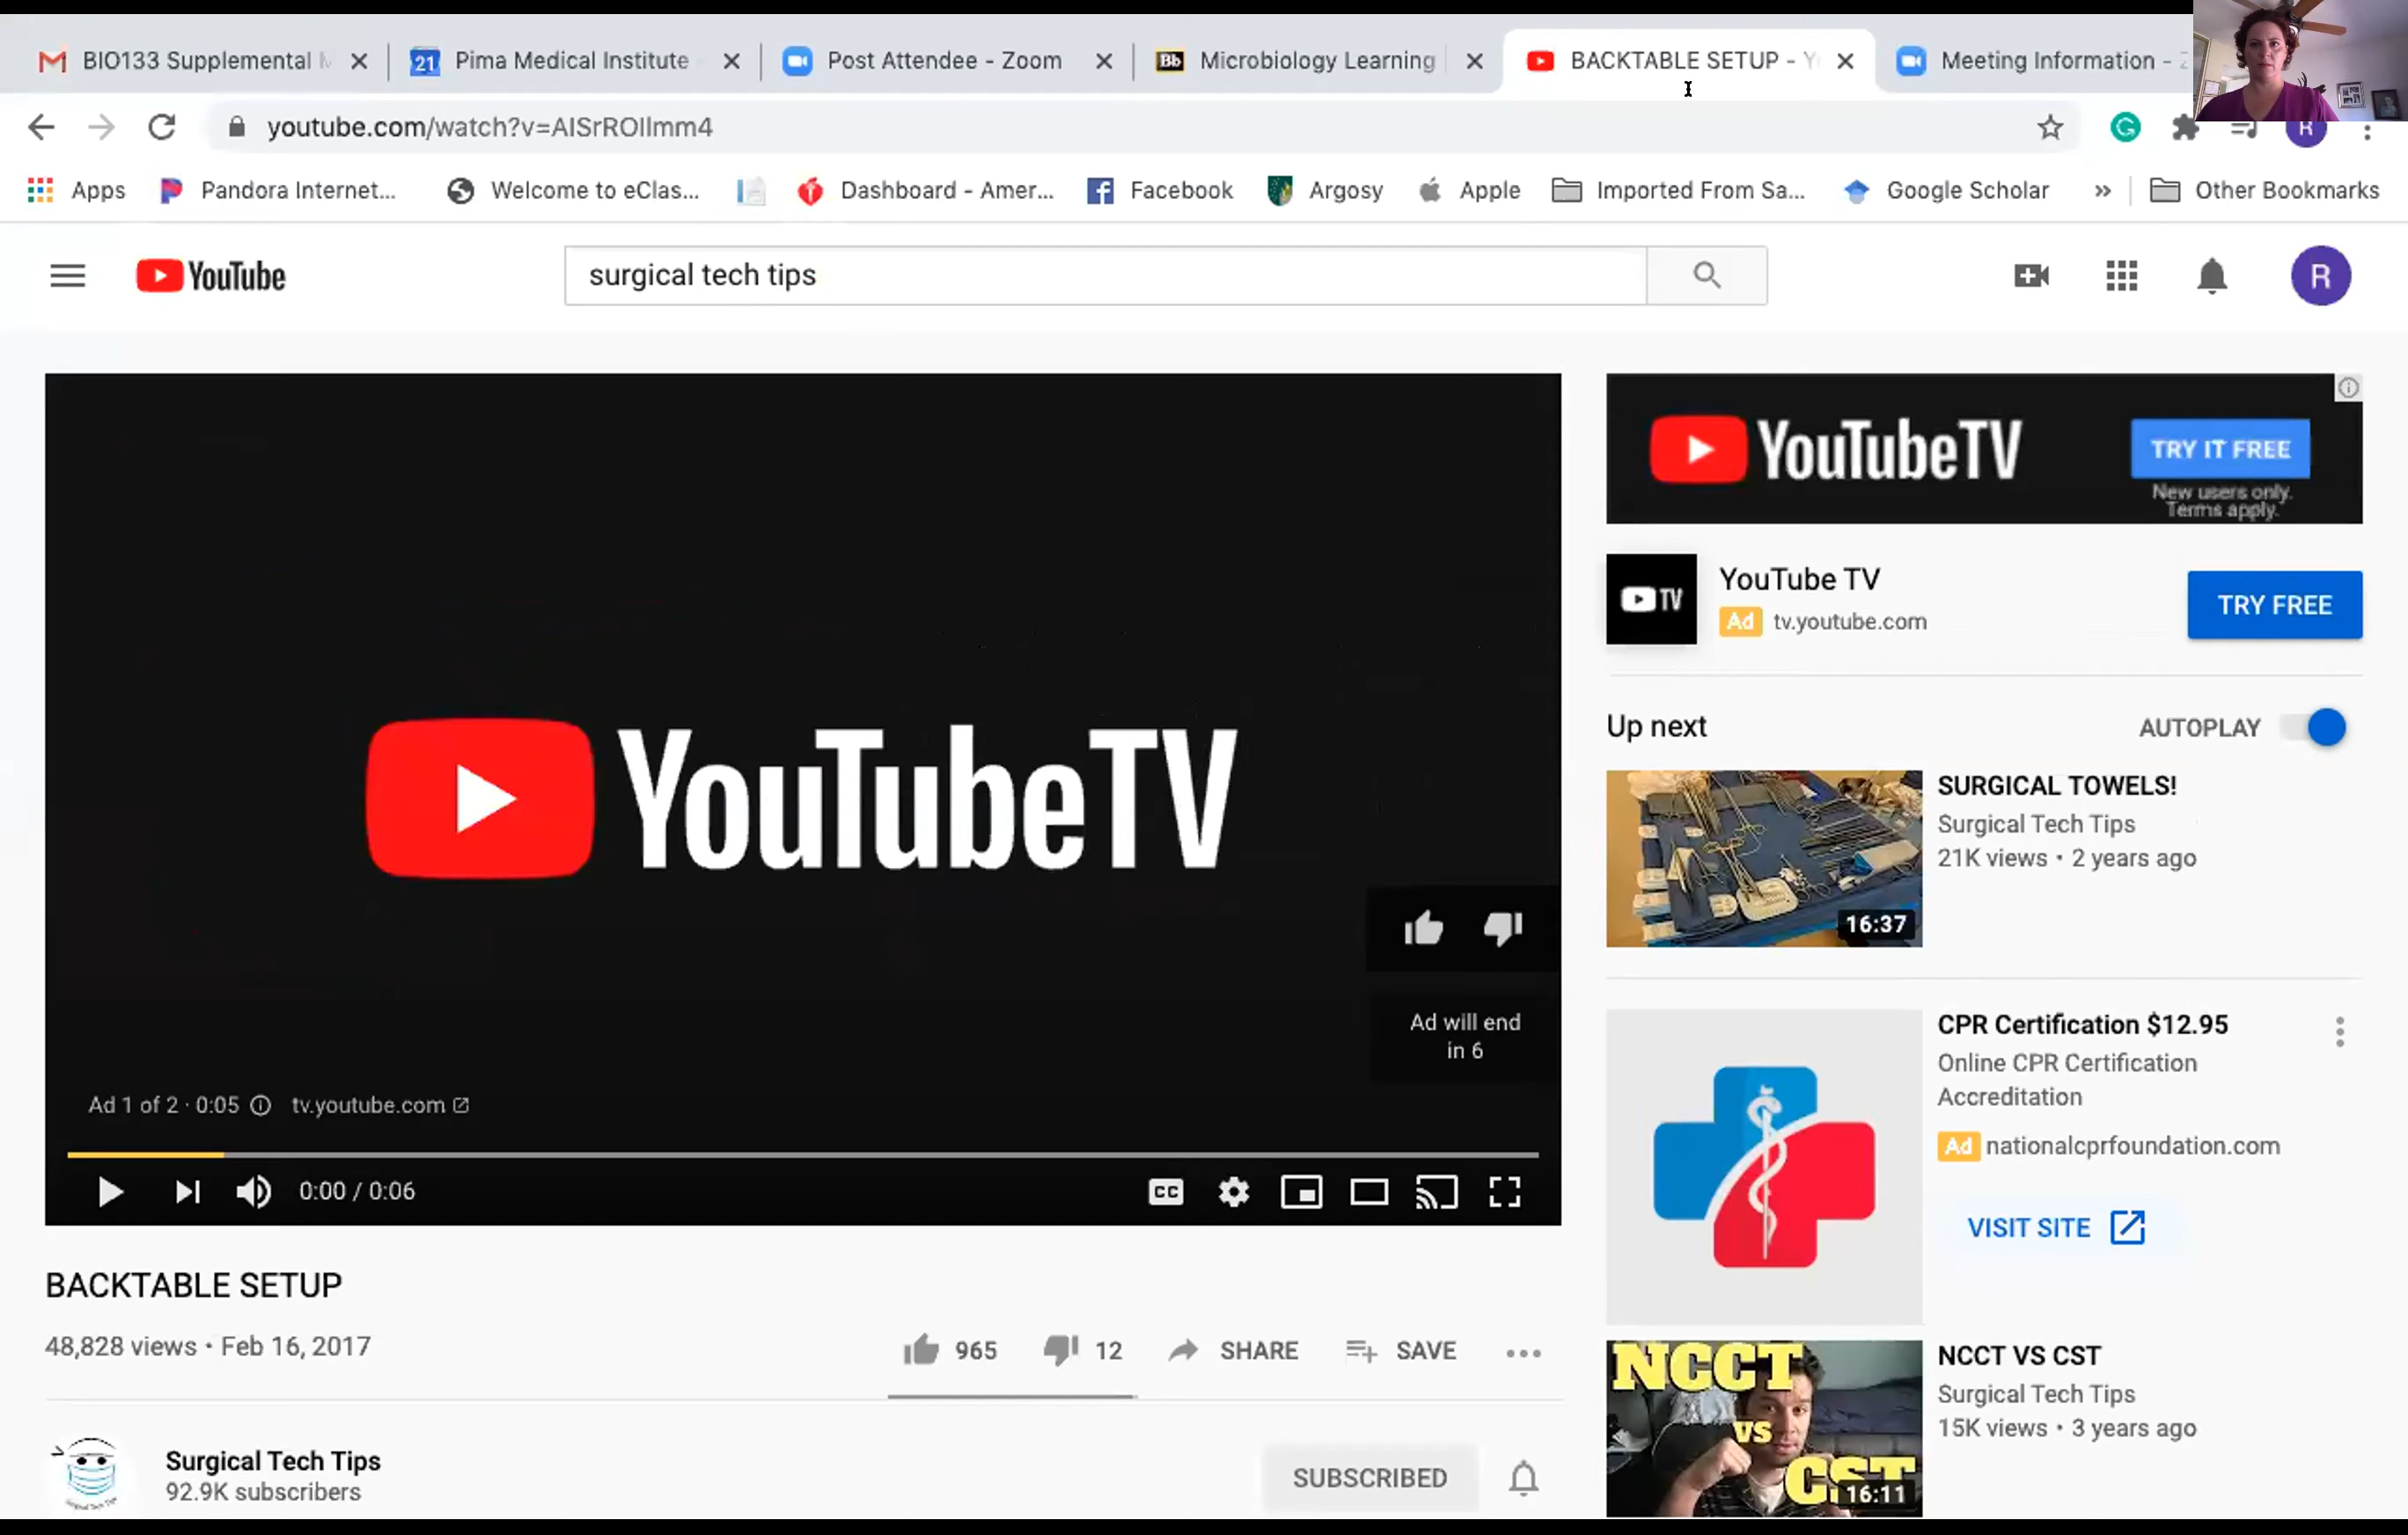 BIO133 Supplemental
21 Pima Medical Institute
Post Attendee - Zoom
Bb Microbiology Learning
BACKTABLE SETUP - Y
Meeting Information -
youtube.com/watch?v=AISrROIlmm4
R
Apps
Pandora Internet...
Welcome to eClas...
Dashboard - Amer...
Facebook
Argosy
Apple
Imported From Sa...
Google Scholar
»
Other Bookmarks
YouTube
surgical tech tips
R
YouTubeTV
Ad will end
in 6
Ad 1 of 2 · 0:05
tv.youtube.com
0:00 / 0:06
CC
BACKTABLE SETUP
48,828 views • Feb 16, 2017
965
12
SHARE
SAVE
Surgical Tech Tips
92.9K subscribers
SUBSCRIBED
YouTubeTV
TRY IT FREE
New users only.
Terms apply.
TV
YouTube TV
Ad tv.youtube.com
TRY FREE
Up next
AUTOPLAY
16:37
SURGICAL TOWELS!
Surgical Tech Tips
21K views • 2 years ago
CPR Certification $12.95
Online CPR Certification
Accreditation
Ad nationalcprfoundation.com
VISIT SITE
NCCT
VS
CST
16:11
NCCT VS CST
Surgical Tech Tips
15K views • 3 years ago